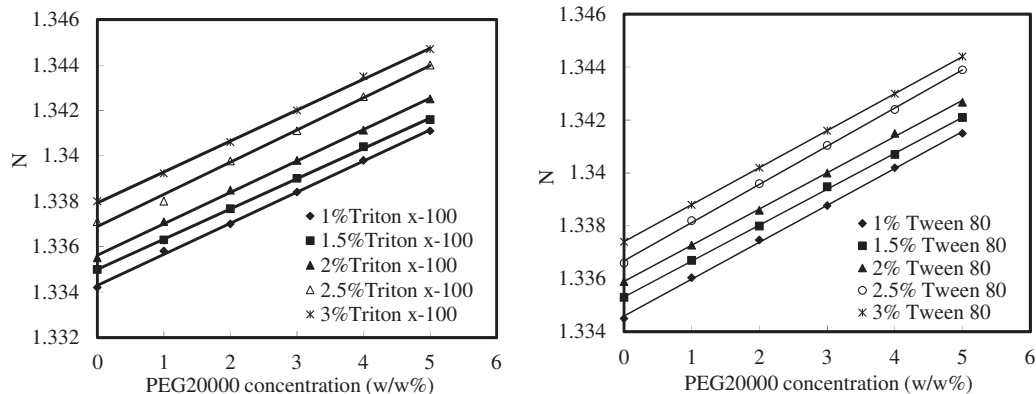 1.346
1.344
1.342
1.34
1.338
1.336
1.334
1.332
N
0 1 2 3 4 5 6
PEG20000 concentration (w/w%)
1%Triton x-100
1.5%Triton x-100
2%Triton x-100
2.5%Triton x-100
3%Triton x-100
1.346
1.344
1.342
1.34
1.338
1.336
1.334
N
0 1 2 3 4 5 6
PEG20000 concentration (w/w%)
1% Tween 80
1.5% Tween 80
2% Tween 80
2.5% Tween 80
3% Tween 80